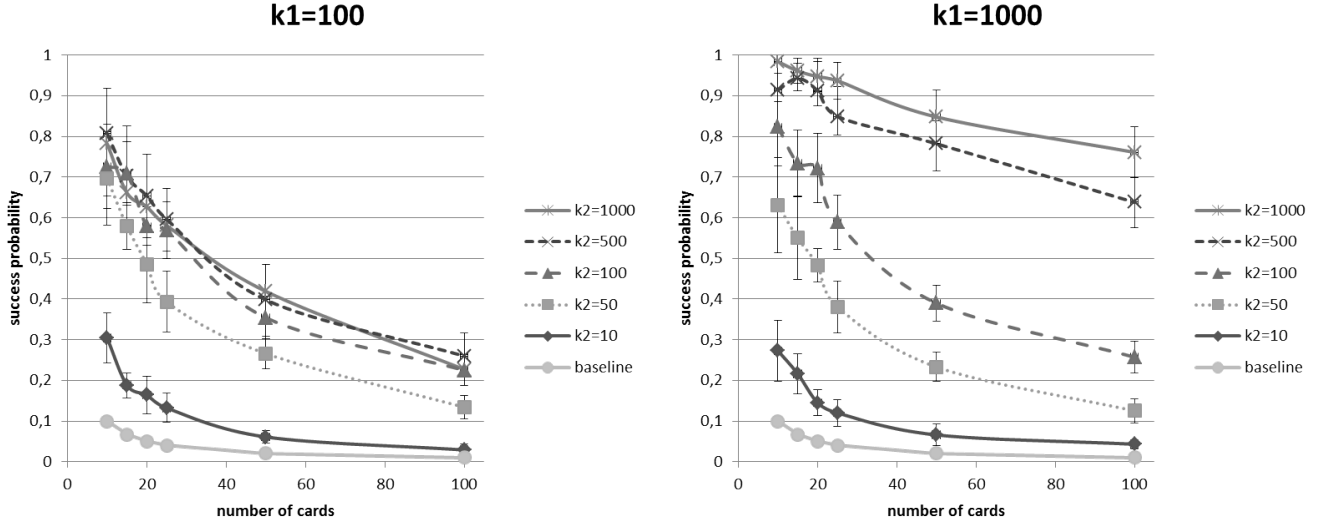 k1=100
success probability
1
0,9
0,8
0,7
0,6
0,5
0,4
0,3
0,2
0,1
0
0 20 40 60 80 100
number of cards
k2=1000
k2=500
k2=100
k2=50
k2=10
baseline
k1=1000
success probability
1
0,9
0,8
0,7
0,6
0,5
0,4
0,3
0,2
0,1
0
0 20 40 60 80 100
number of cards
k2=1000
k2=500
k2=100
k2=50
k2=10
baseline